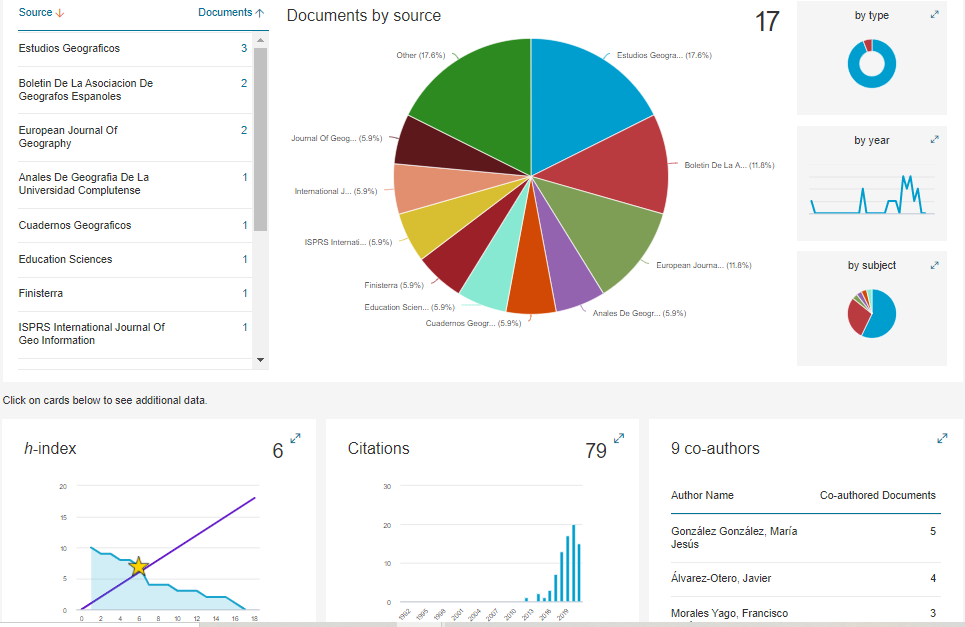 Source ↓ Documents ↑
Estudios Geograficos 3
Boletin De La Asociacion De
Geografos Espanoles 2
European Journal Of
Geography 2
Anales De Geografia De La
Universidad Complutense 1
Cuadernos Geograficos 1
Education Sciences 1
Finisterra 1
ISPRS International Journal Of
Geo Information 1
Documents by source
17
Other (17.6%)
Estudios Geogra... (17.6%)
Journal Of Geog... (5.9%)
Boletin De La A... (11.8%)
International J... (5.9%)
ISPRS Internati... (5.9%)
European Journa... (11.8%)
Finisterra (5.9%)
Education Scien... (5.9%)
Anales De Geogr... (5.9%)
Cuadernos Geogr... (5.9%)
by type
by year
by subject
Click on cards below to see additional data.
h-index
6
20
15
10
5
0
0 2 4 6 8 10 12 14 16 18
Citations
79
30
20
10
0
1992 1995 1998 2001 2004 2007 2010 2013 2016 2019
9 co-authors
Author Name Co-authored Documents
González González, María
Jesús 5
Álvarez-Otero, Javier 4
Morales Yago, Francisco 3